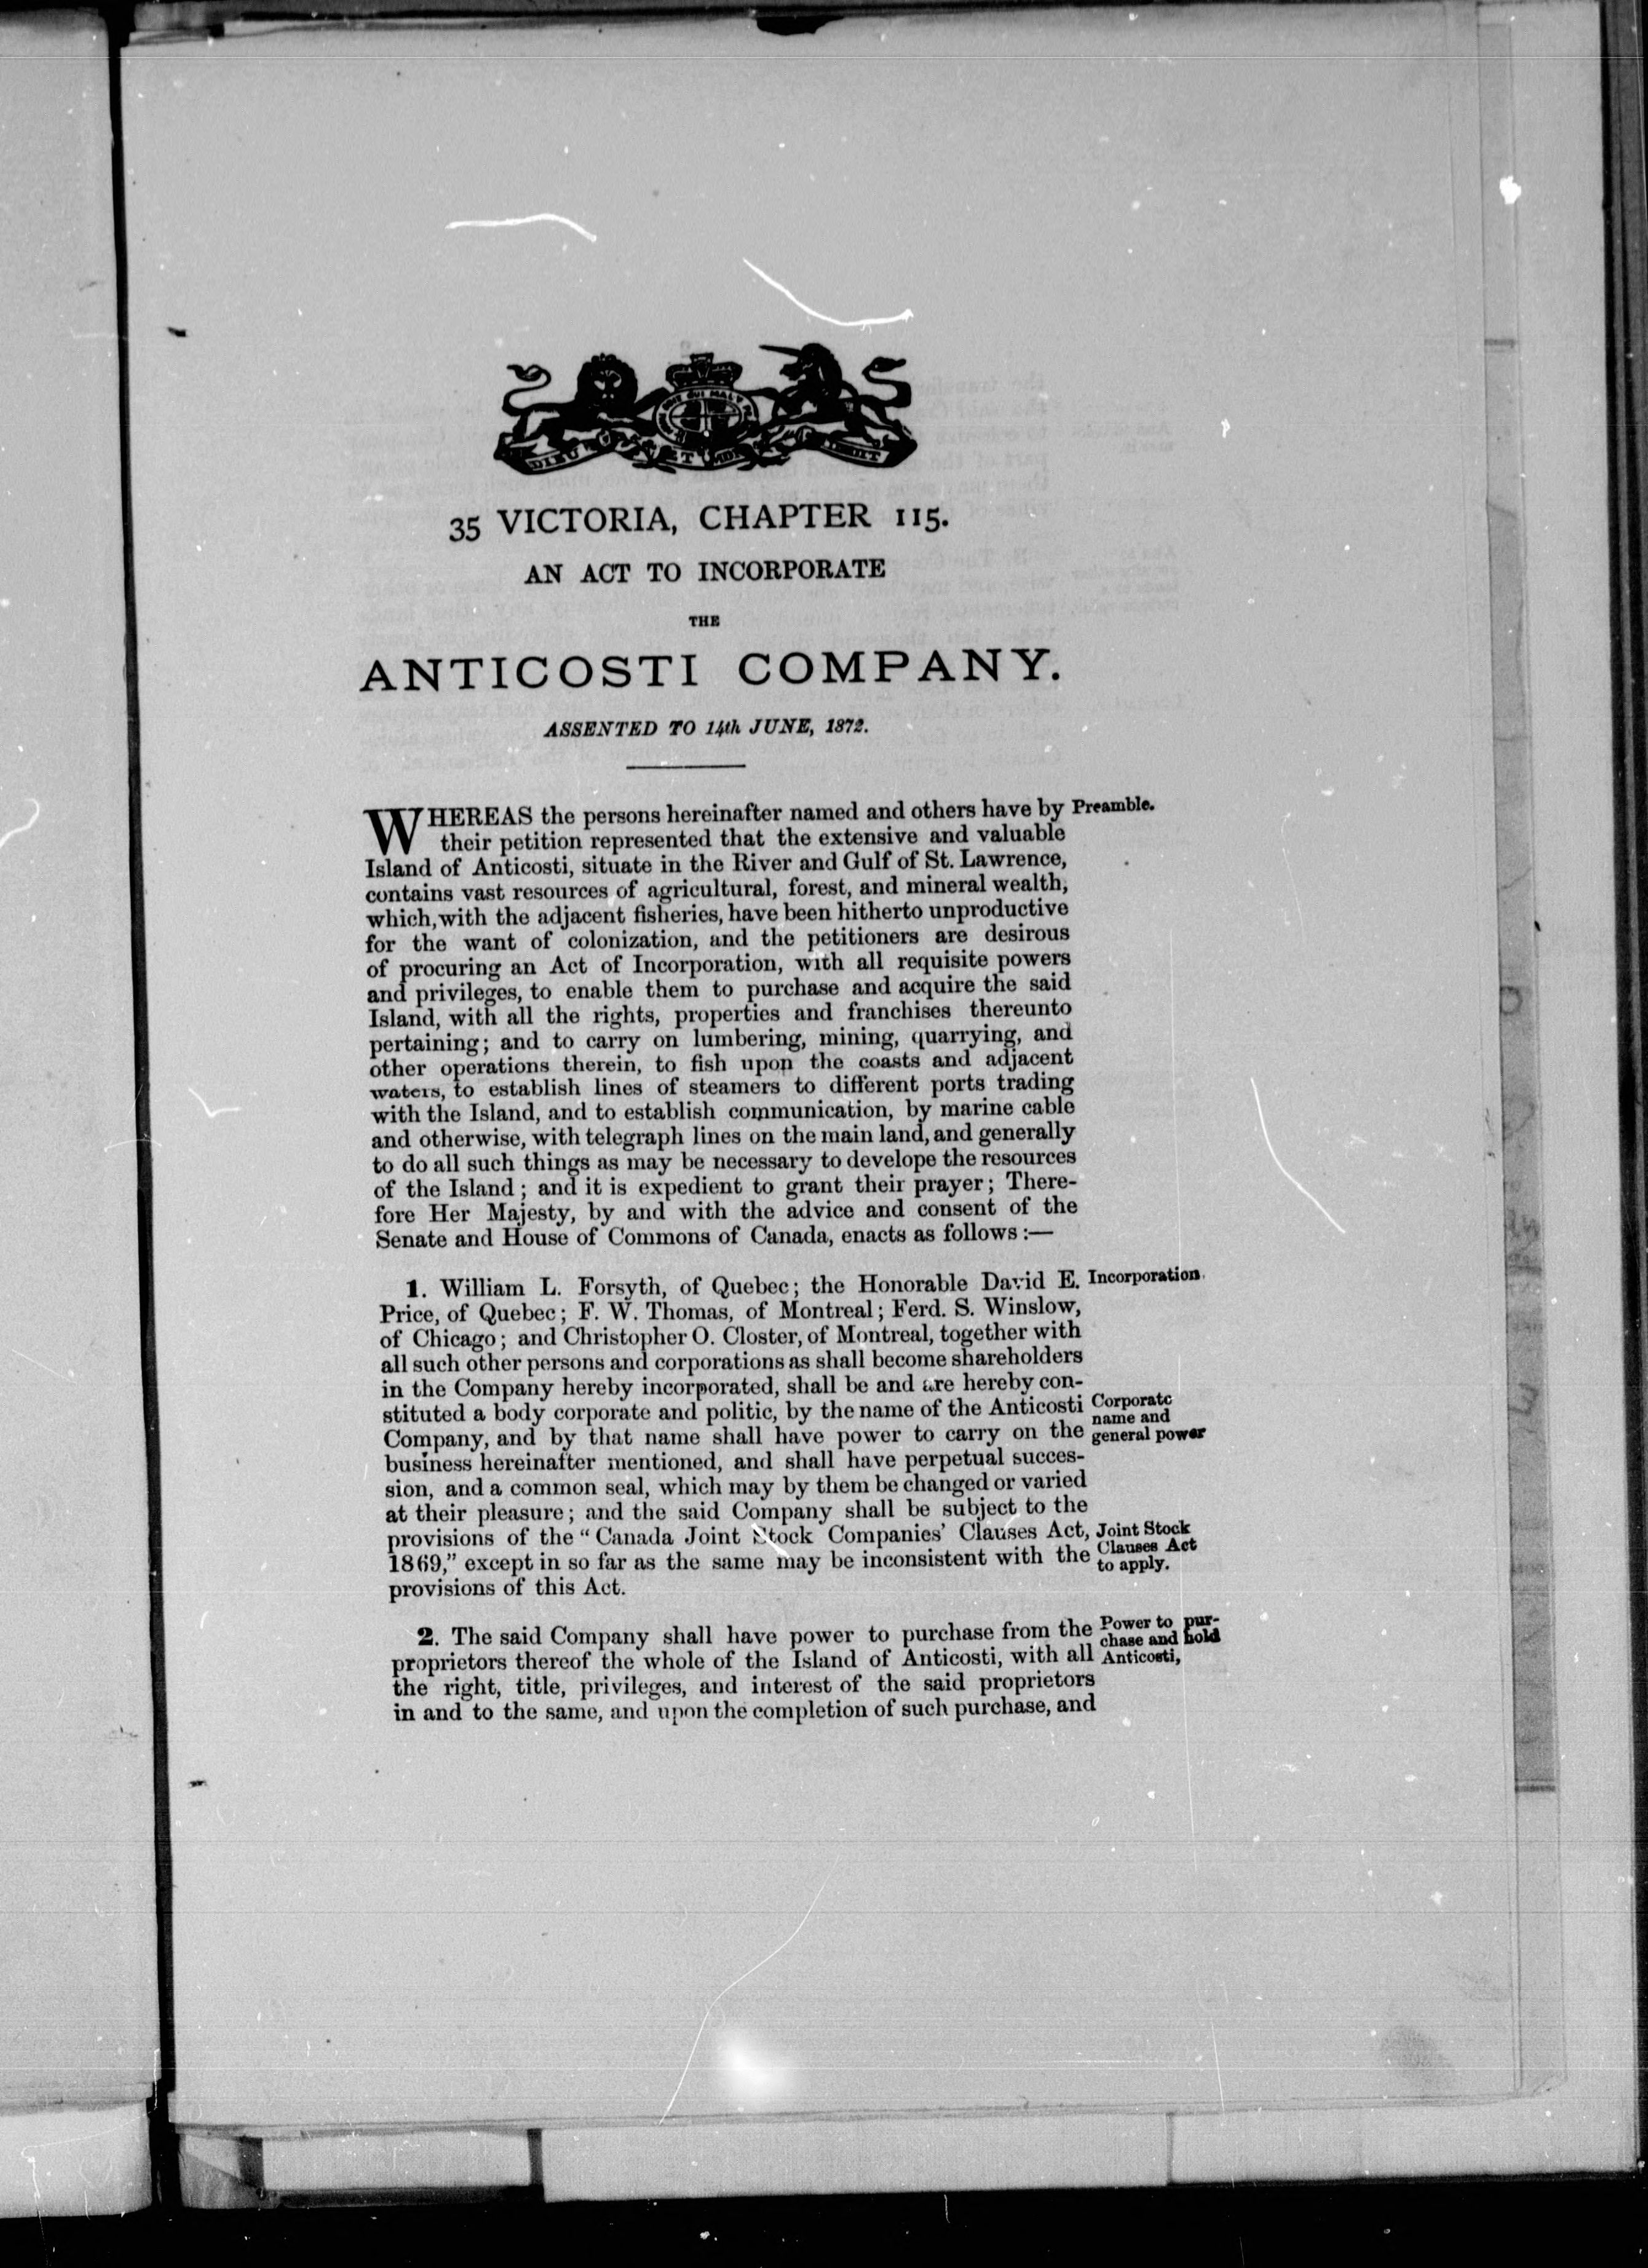 35 VICTORIA, CHAPTER 115.
AN ACT TO INCORPORATE
THE
ANTICOSTI COMPANY.
ASSENTED TO 14th JUNE, 1872.
WHEREAS the persons hereinafter named and others have by Preamble.
their petition represented that the extensive and valuable
Island of Anticosti, situate in the River and Gulf of St. Lawrence,
contains vast resources of agricultural, forest, and mineral wealth,
which, with the adjacent fisheries, have been hitherto unproductive
for the want of colonization, and the petitioners are desirous
of procuring an Act of Incorporation, with all requisite powers
and privileges, to enable them to purchase and acquire the said
Island, with all the rights, properties and franchises thereunto
pertaining; and to carry on lumbering, mining, quarrying, and
other operations therein, to fish upon the coasts and adjacent
waters, to establish lines of steamers to different ports trading
with the Island, and to establish communication, by marine cable
and otherwise, with telegraph lines on the main land, and generally
to do all such things as may be necessary to develope the resources
of the Island; and it is expedient to grant their prayer; There-
fore Her Majesty, by and with the advice and consent of the
Senate and House of Commons of Canada, enacts as follows:—
1. William L. Forsyth, of Quebec; the Honorable David E. Incorporation.
Price, of Quebec; F. W. Thomas, of Montreal; Ferd. S. Winslow,
of Chicago; and Christopher O. Closter, of Montreal, together with
all such other persons and corporations as shall become shareholders
in the Company hereby incorporated, shall be and are hereby con-
stituted a body corporate and politic, by the name of the Anticosti
Company, and by that name shall have power to carry on the
business hereinafter mentioned, and shall have perpetual succes-
sion, and a common seal, which may by them be changed or varied
at their pleasure; and the said Company shall be subject to the
provisions of the "Canada Joint Stock Companies' Clauses Act,
1869," except in so far as the same may be inconsistent with the
provisions of this Act.
Corporate
name and
general power
Joint Stock
Clauses Act
to apply.
2. The said Company shall have power to purchase from the
proprietors thereof the whole of the Island of Anticosti, with all
the right, title, privileges, and interest of the said proprietors
in and to the same, and upon the completion of such purchase, and
Power to pur-
chase and hold
Anticosti,